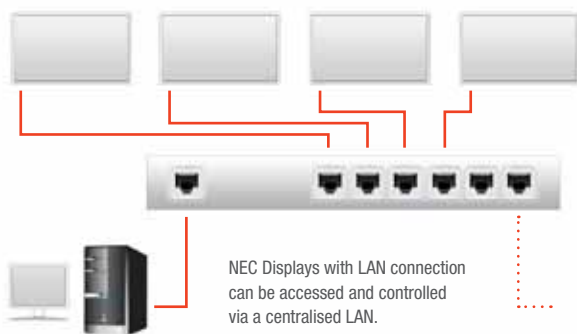 NEC Displays with LAN connection
can be accessed and controlled
via a centralised LAN.